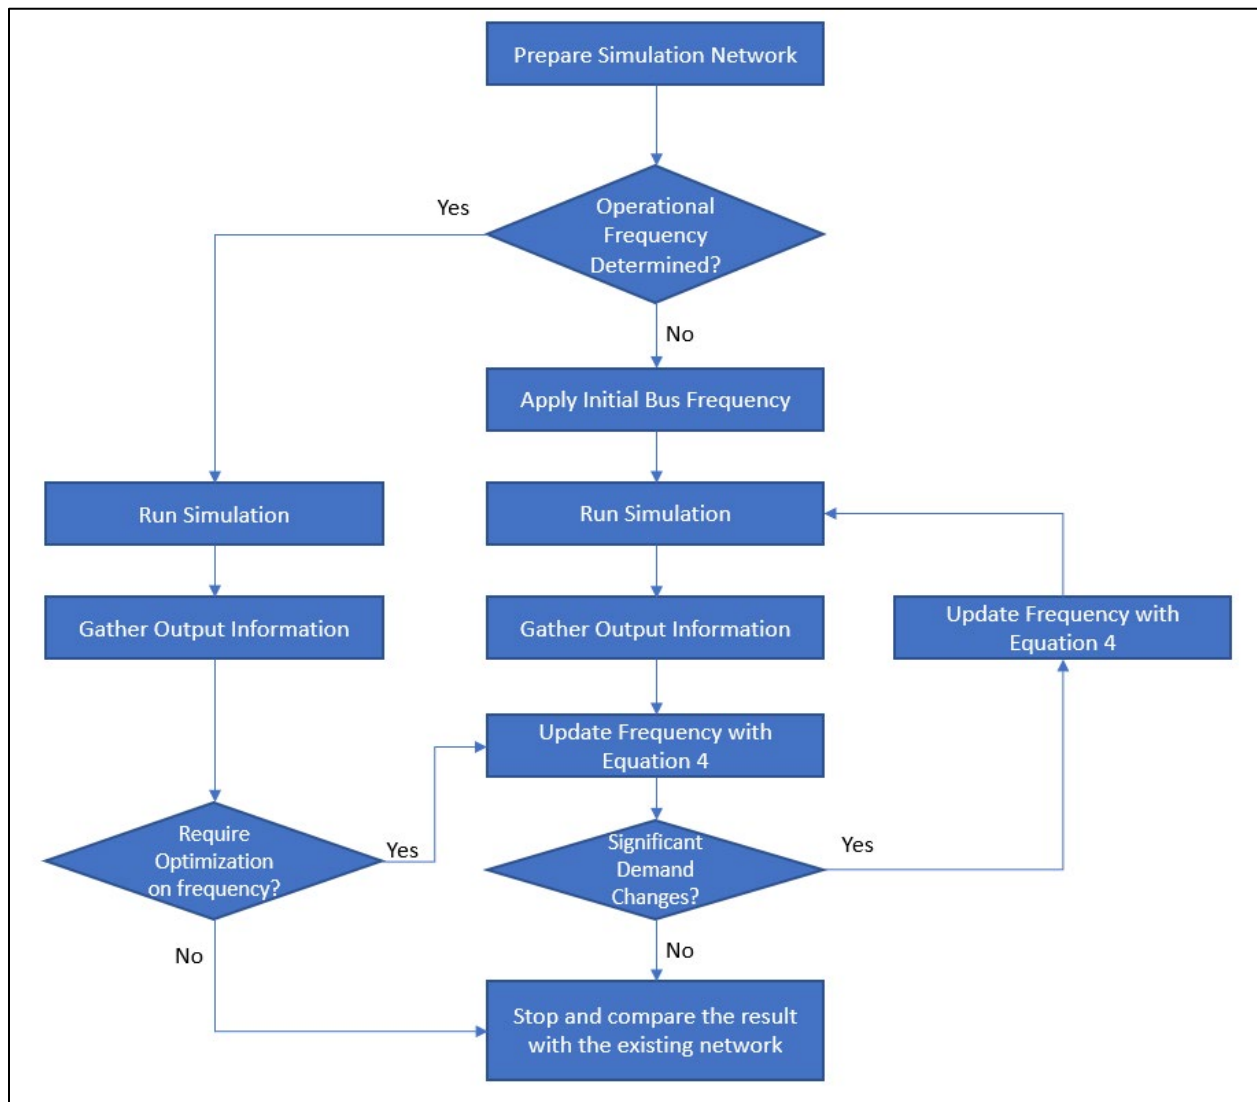 Prepare Simulation Network
Yes
Operational
Frequency
Determined?
No
Apply Initial Bus Frequency
Run Simulation
Run Simulation
Gather Output Information
Gather Output Information
Update Frequency with
Equation 4
Update Frequency with
Equation 4
Require
Optimization
on frequency?
Yes
Significant
Demand
Changes?
Yes
No
No
Stop and compare the result
with the existing network